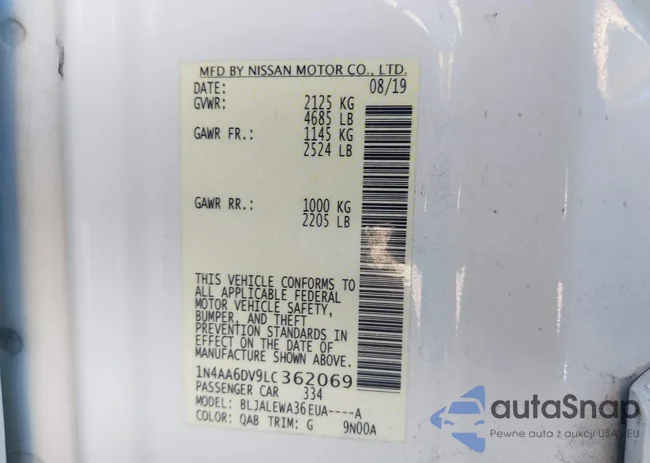 MFD BY NISSAN MOTOR CO., LTD.
DATE: 08/19
GVWR: 2125 KG
4685 LB
GAWR FR.: 1145 KG
2524 LB
GAWR RR.: 1000 KG
2205 LB
THIS VEHICLE CONFORMS TO
ALL APPLICABLE FEDERAL
MOTOR VEHICLE SAFETY,
BUMPER, AND THEFT
PREVENTION STANDARDS IN
EFFECT ON THE DATE OF
MANUFACTURE SHOWN ABOVE.
1N4AA6DV9LC362069
PASSENGER CAR 334
MODEL: BLJALEWA36EUA----A
COLOR: QAB TRIM: G 9N00A
autoSnap
Pewne auta z aukcji USA i EU